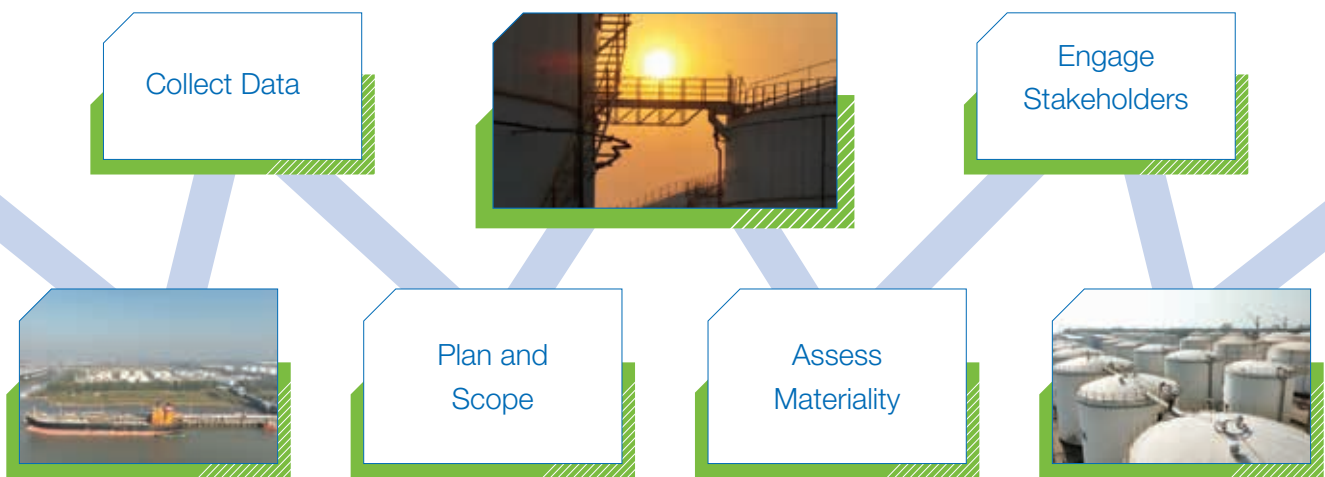 Collect Data
Engage
Stakeholders
Plan and
Scope
Assess
Materiality